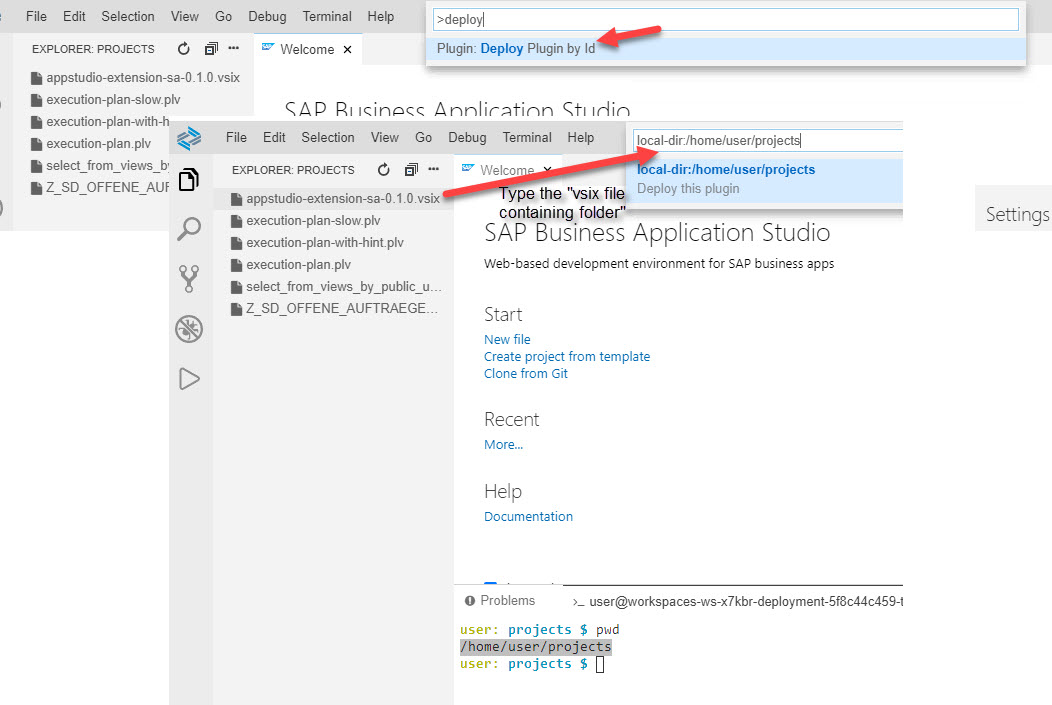 File Edit Selection View Go Debug Terminal Help
>deploy
Plugin: Deploy Plugin by Id
EXPLORER: PROJECTS
Welcome
appstudio-extension-sa-0.1.0.vsix
execution-plan-slow.plv
execution-plan-with-h
execution-plan.plv
select_from_views_by
Z_SD_OFFENE_AUF
SAP Business Application Studio
File Edit Selection View Go Debug Terminal Help
local-dir:/home/user/projects
local-dir:/home/user/projects
Deploy this plugin
EXPLORER: PROJECTS
Welcome
Type the "vsix file
containing folder"
appstudio-extension-sa-0.1.0.vsix
execution-plan-slow.plv
execution-plan-with-hint.plv
execution-plan.plv
select_from_views_by_public_u...
Z_SD_OFFENE_AUFTRAEGE...
Settings
SAP Business Application Studio
Web-based development environment for SAP business apps
Start
New file
Create project from template
Clone from Git
Recent
More...
Help
Documentation
Problems
>_ user@workspaces-ws-x7kbr-deployment-5f8c44c459-t
user: projects $ pwd
/home/user/projects
user: projects $